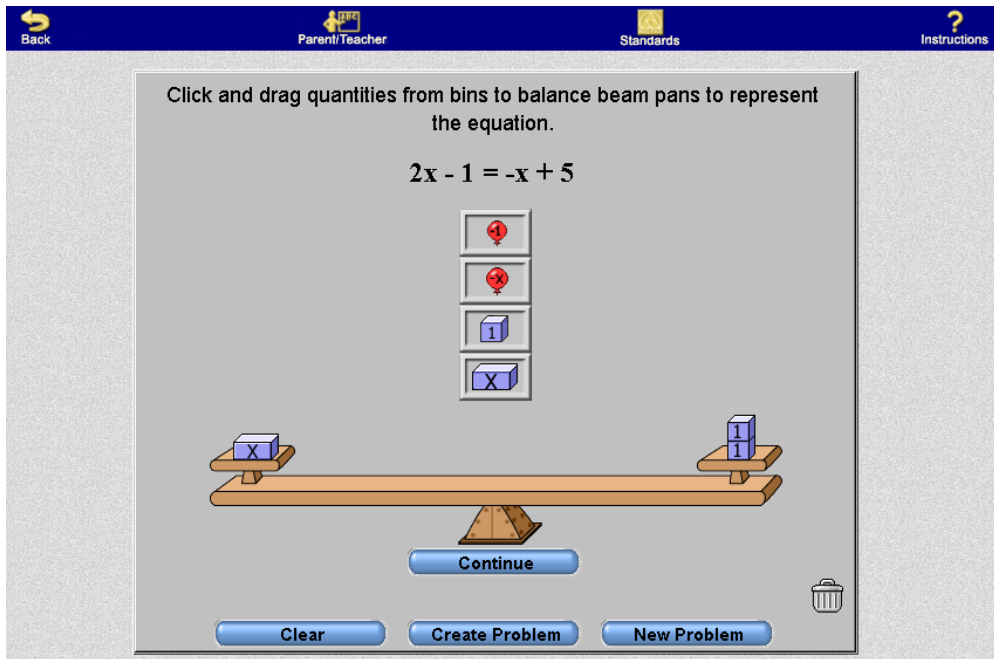 Back
Parent/Teacher
ABC
Standards
?
Instructions
Click and drag quantities from bins to balance beam pans to represent
the equation.
2x - 1 = -x + 5
-1
-x
1
X
X
1
1
Continue
Clear
Create Problem
New Problem